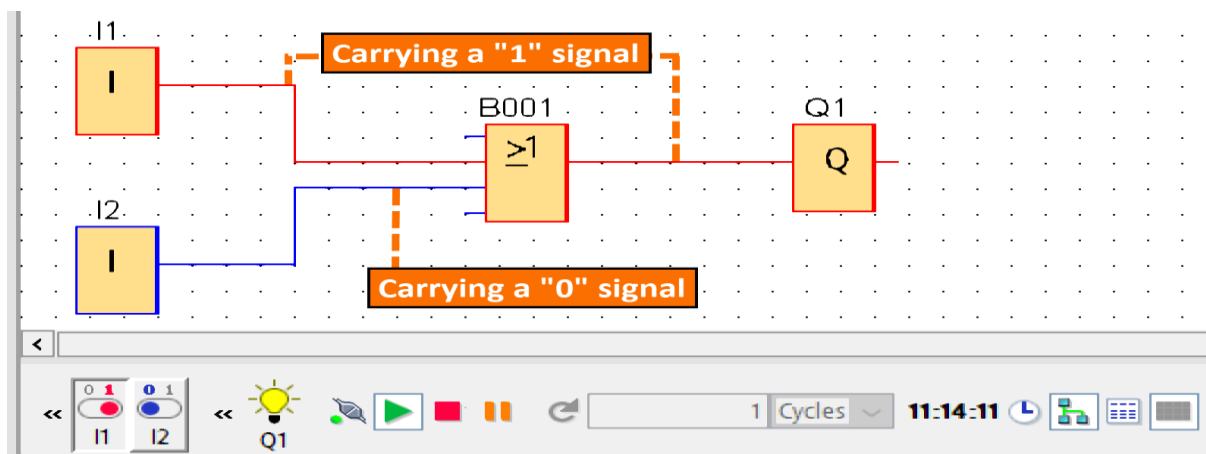 I1
Carrying a "1" signal
I
B001
Q1
≥1
Q
I2
I
Carrying a "0" signal
<
« 0 1 0 1 « 1 Cycles 11:14:11
I1 I2 Q1